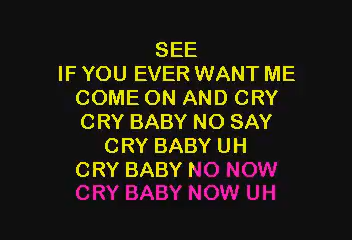 SEE
IF YOU EVER WANT ME
COME ON AND CRY
CRY BABY NO SAY
CRY BABY UH
CRY BABY NO NOW
CRY BABY NOW UH